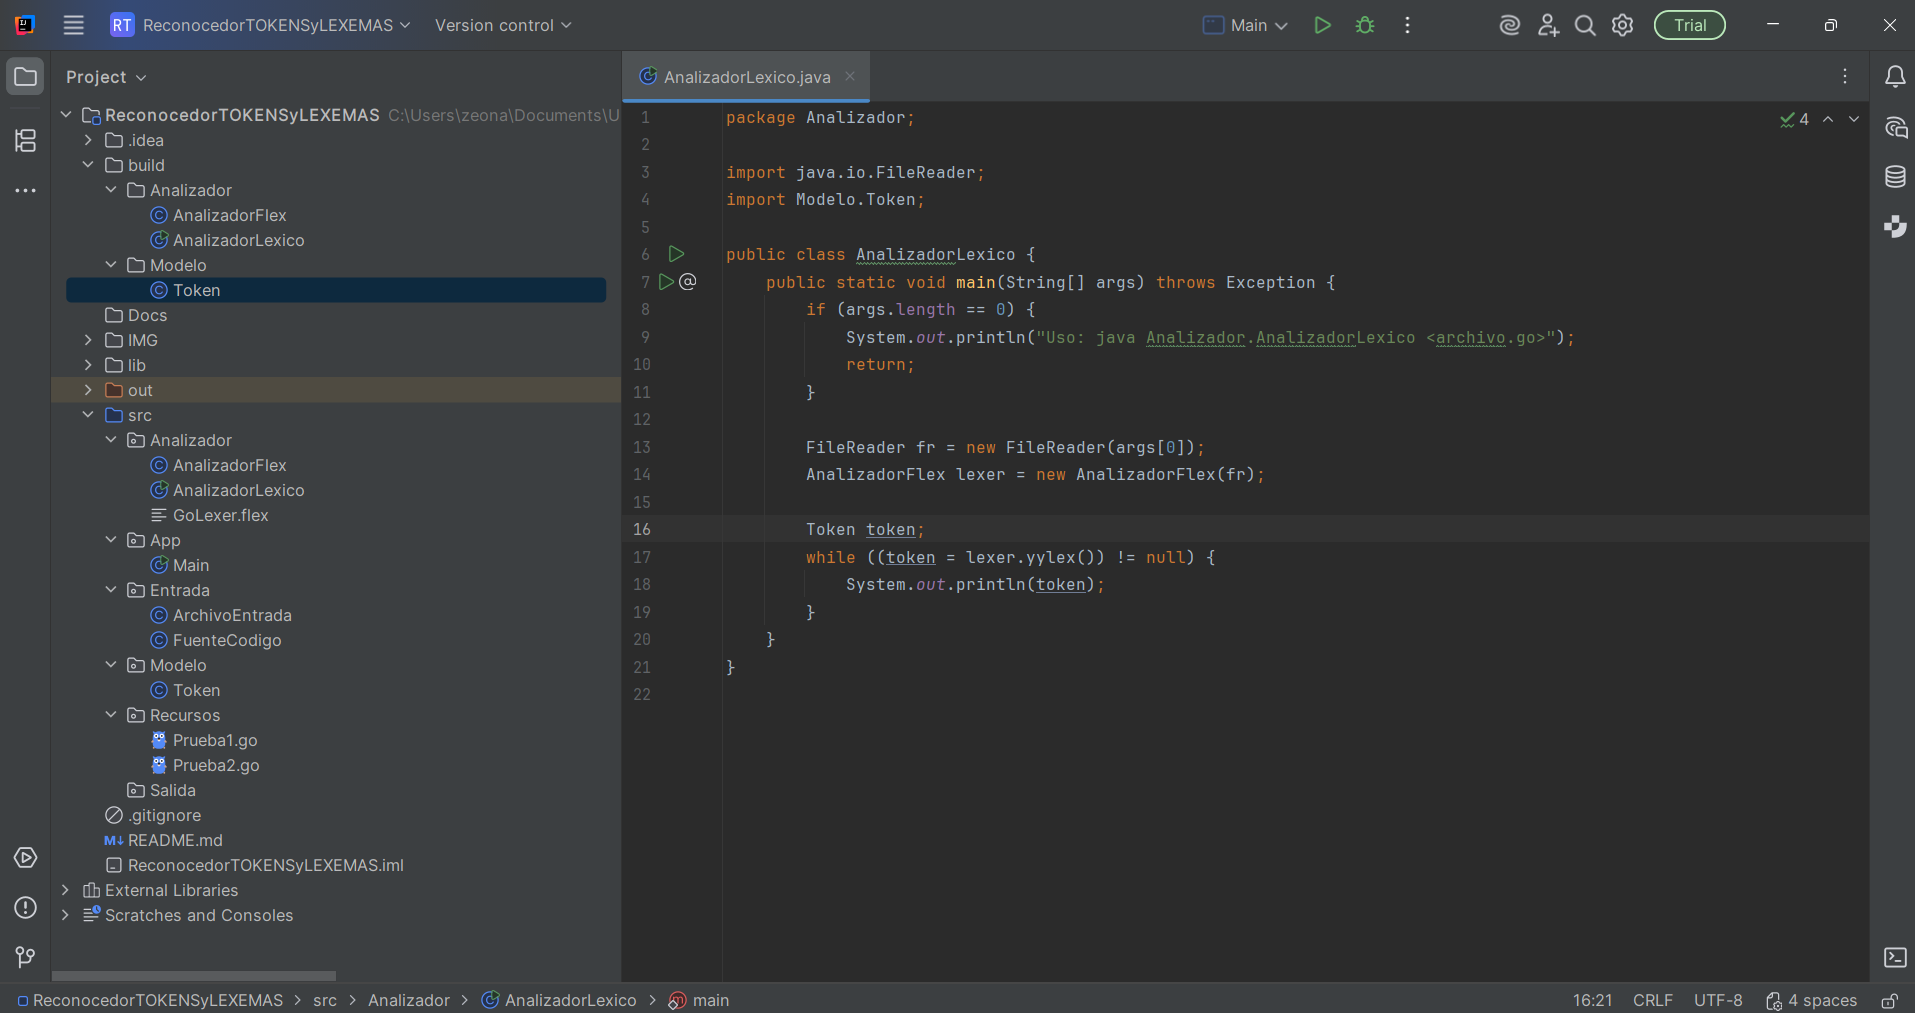 RT ReconocedorTOKENSyLEXEMAS Version control Main Trial
Project
ReconocedorTOKENSyLEXEMAS C:\Users\zeona\Documents\U
.idea
build
Analizador
AnalizadorFlex
AnalizadorLexico
Modelo
Token
Docs
IMG
lib
out
src
Analizador
AnalizadorFlex
AnalizadorLexico
GoLexer.flex
App
Main
Entrada
ArchivoEntrada
FuenteCodigo
Modelo
Token
Recursos
Prueba1.go
Prueba2.go
Salida
.gitignore
README.md
ReconocedorTOKENSyLEXEMAS.iml
External Libraries
Scratches and Consoles
AnalizadorLexico.java
4
1 package Analizador;
2
3 import java.io.FileReader;
4 import Modelo.Token;
5
6 public class AnalizadorLexico {
7 public static void main(String[] args) throws Exception {
8 if (args.length == 0) {
9 System.out.println("Uso: java Analizador.AnalizadorLexico <archivo.go>");
10 return;
11 }
12
13 FileReader fr = new FileReader(args[0]);
14 AnalizadorFlex lexer = new AnalizadorFlex(fr);
15
16 Token token;
17 while ((token = lexer.yylex()) != null) {
18 System.out.println(token);
19 }
20 }
21 }
22
ReconocedorTOKENSyLEXEMAS > src > Analizador > AnalizadorLexico > main 16:21 CRLF UTF-8 4 spaces